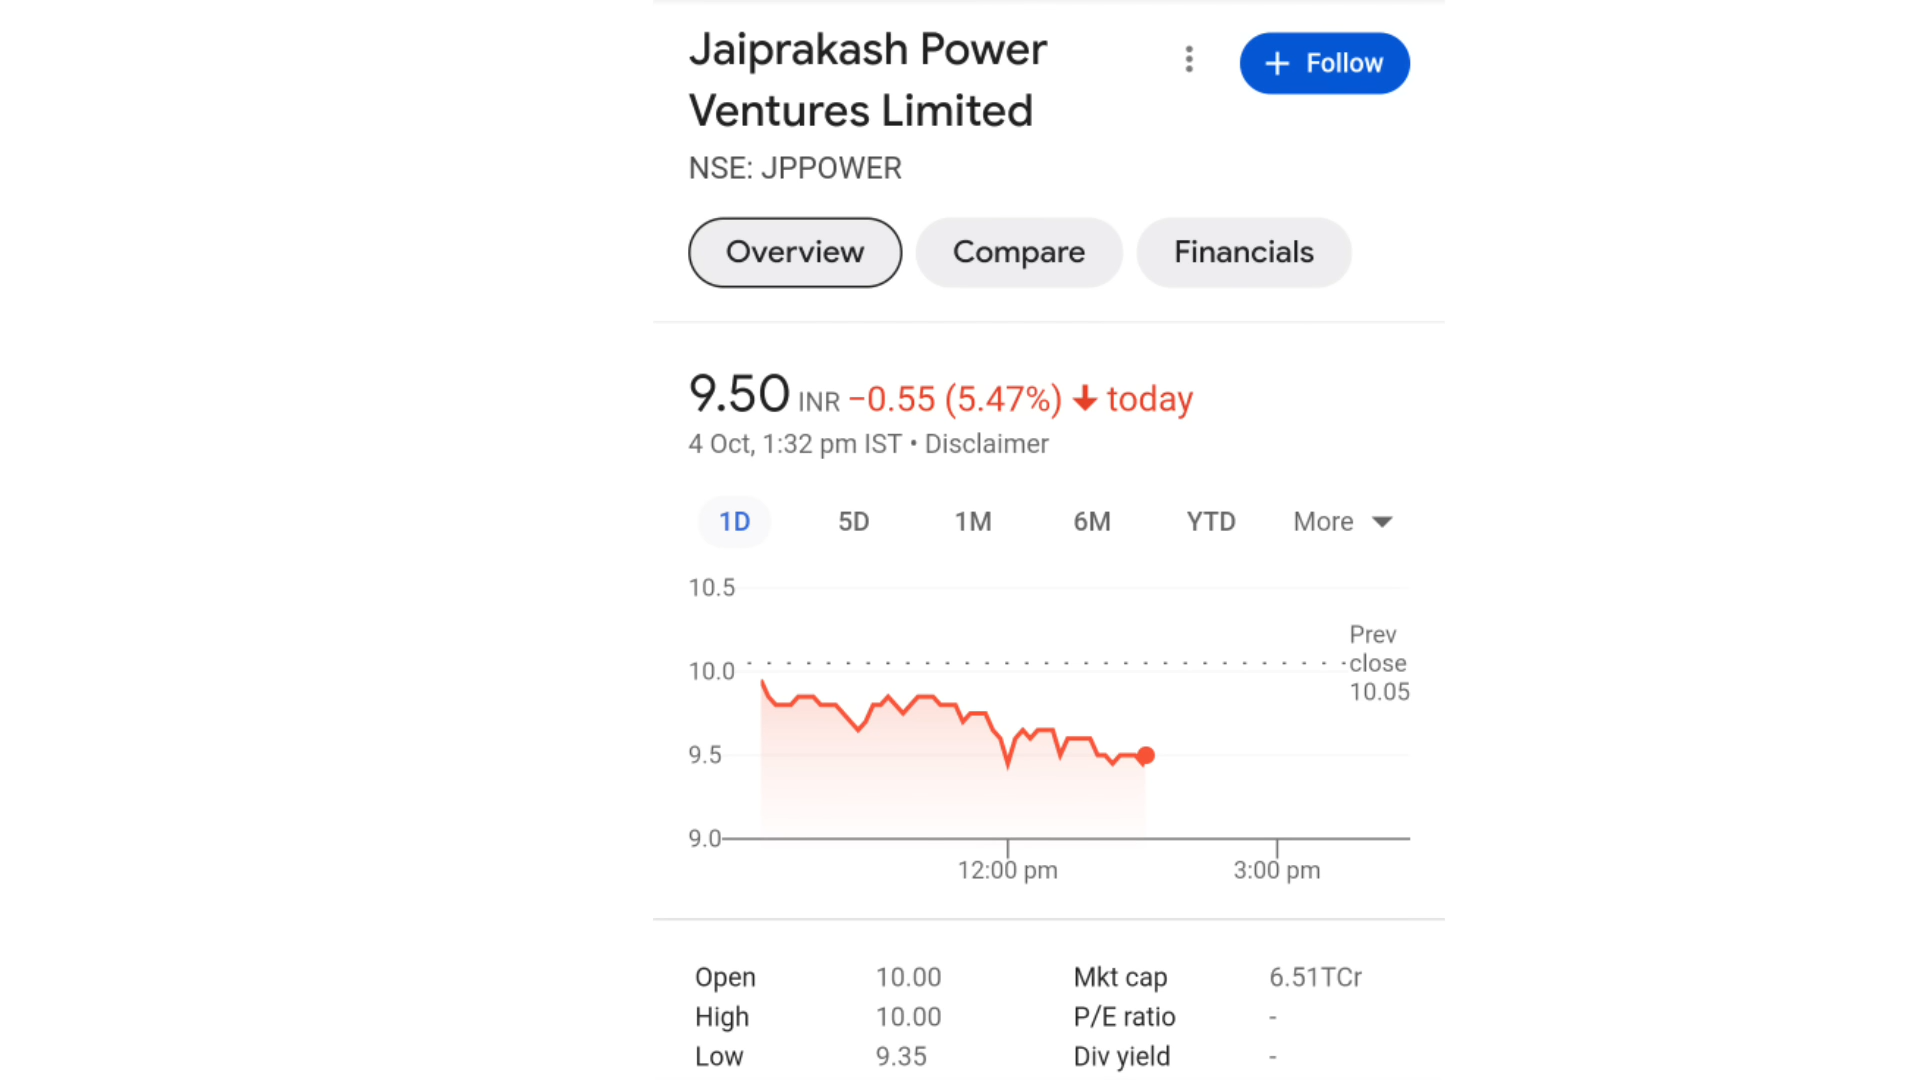 Jaiprakash Power
Ventures Limited
+ Follow
NSE: JPPOWER
Overview Compare Financials
9.50 INR −0.55 (5.47%) ↓ today
4 Oct, 1:32 pm IST • Disclaimer
1D 5D 1M 6M YTD More
10.5
Prev
close
10.05
10.0
9.5
9.0
12:00 pm 3:00 pm
Open 10.00 Mkt cap 6.51TCr
High 10.00 P/E ratio -
Low 9.35 Div yield -